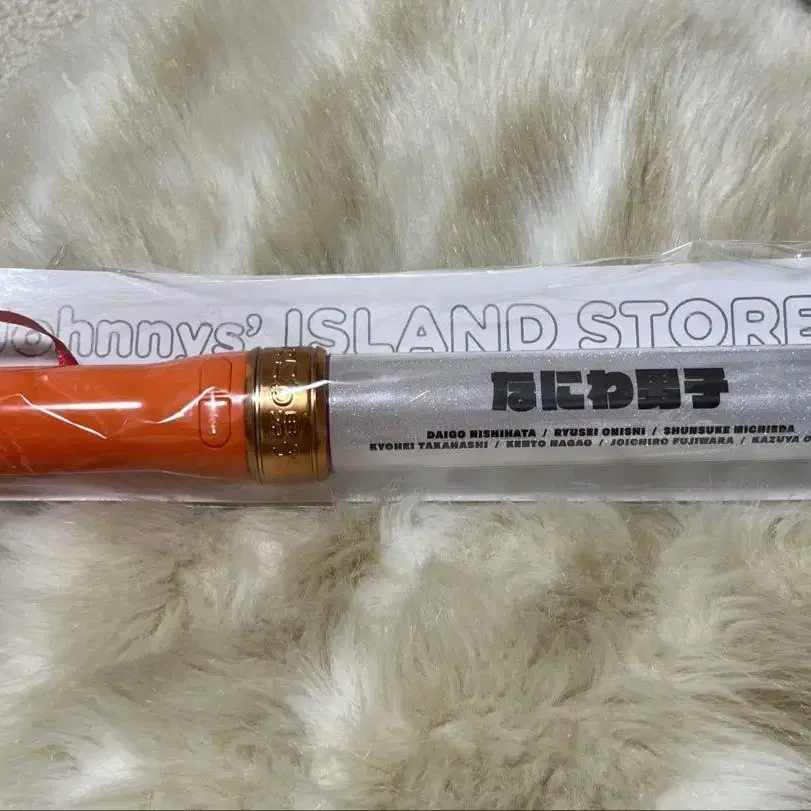 Johnnys' ISLAND STORE
なにわ男子
DAIGO NISHIHATA / RYUSEI ONISHI / SHUNSUKE MICHIEDA
KYOHEI TAKAHASHI / KENTO NAGAO / JOICHIRO FUJIWARA / KAZUYA O